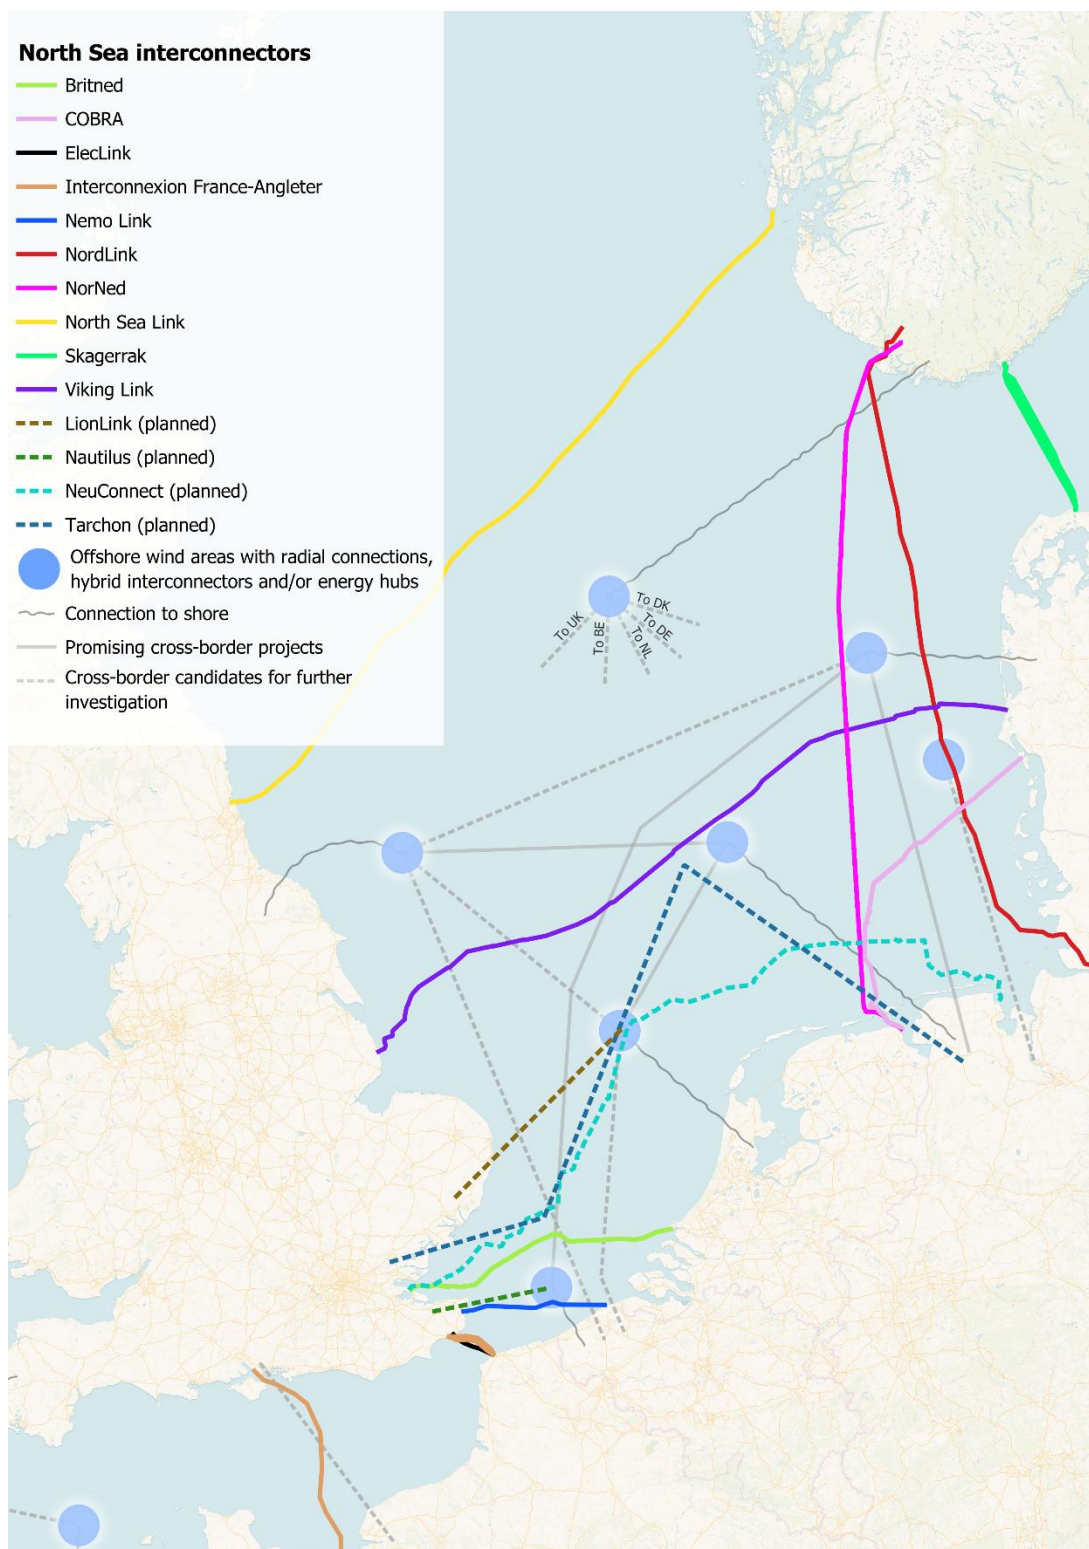 North Sea interconnectors
Britned
COBRA
ElecLink
Interconnexion France-Angleter
Nemo Link
NordLink
NorNed
North Sea Link
Skagerrak
Viking Link
LionLink (planned)
Nautilus (planned)
NeuConnect (planned)
Tarchon (planned)
Offshore wind areas with radial connections,
hybrid interconnectors and/or energy hubs
Connection to shore
Promising cross-border projects
Cross-border candidates for further
investigation
To UK
To BE
To NL
To DE
To DK